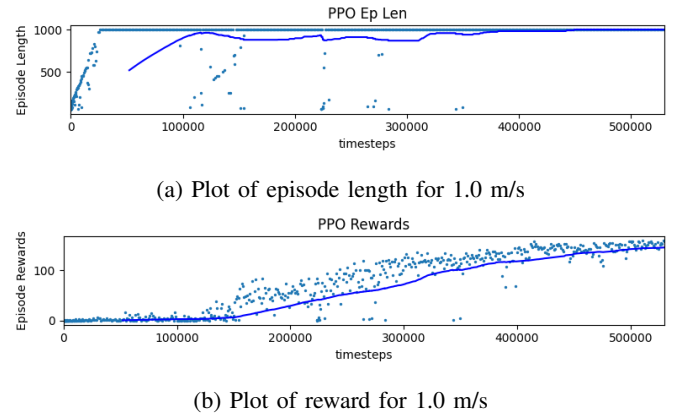 PPO Ep Len
1000
500
Episode Length
0 100000 200000 300000 400000 500000
timesteps
(a) Plot of episode length for 1.0 m/s
PPO Rewards
100
0
Episode Rewards
0 100000 200000 300000 400000 500000
timesteps
(b) Plot of reward for 1.0 m/s